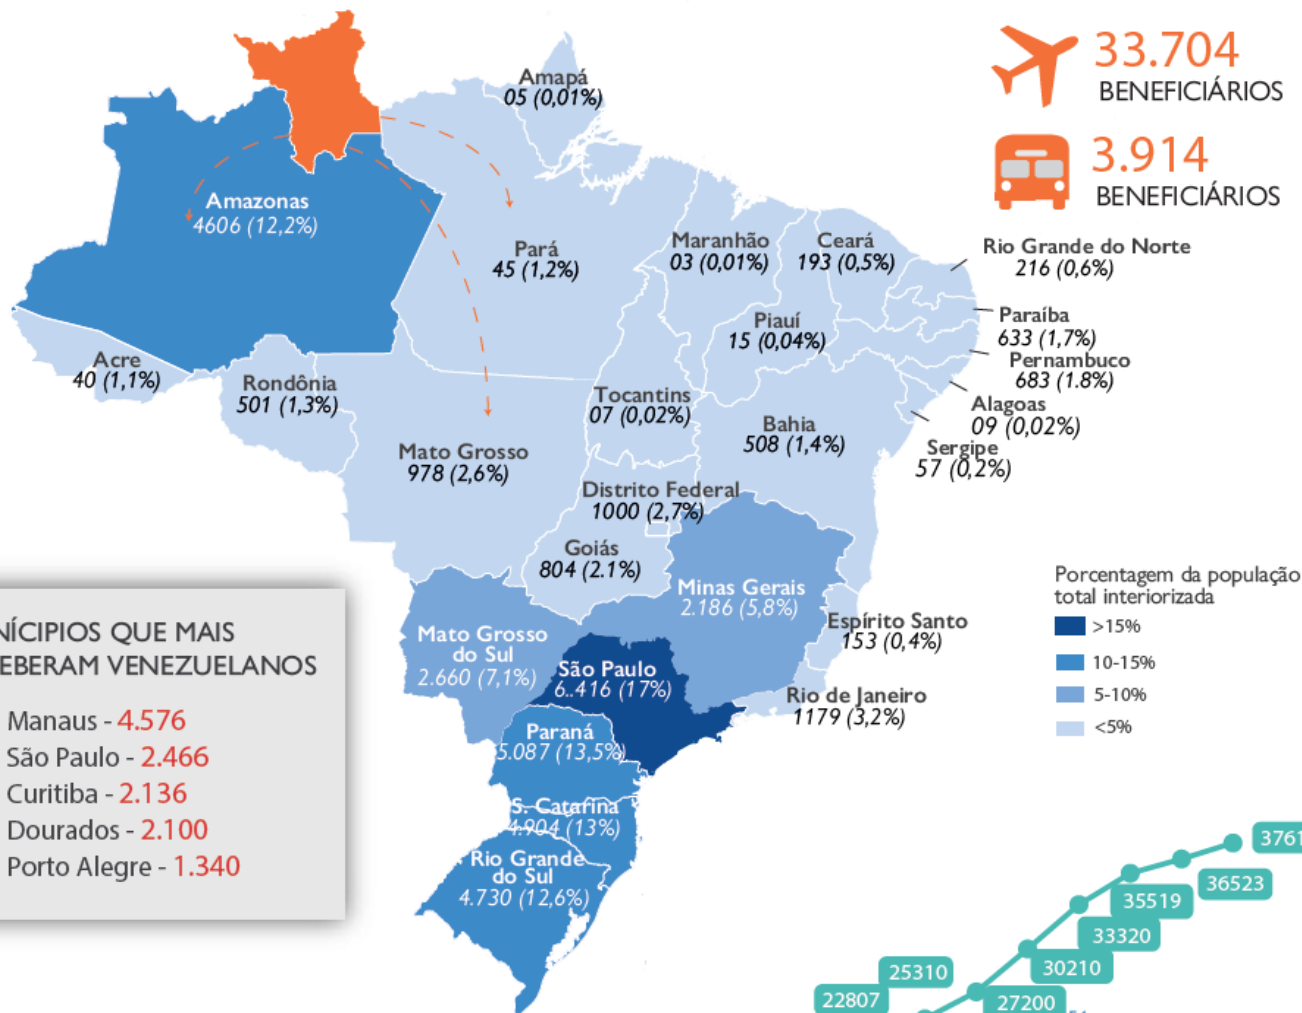 33.704
BENEFICIÁRIOS
3.914
BENEFICIÁRIOS
Amapá
05 (0,01%)
Amazonas
4606 (12,2%)
Pará
45 (1,2%)
Maranhão
03 (0,01%)
Ceará
193 (0,5%)
Rio Grande do Norte
216 (0,6%)
Piauí
15 (0,04%)
Paraíba
633 (1,7%)
Pernambuco
683 (1.8%)
Acre
40 (1,1%)
Rondônia
501 (1,3%)
Tocantins
07 (0,02%)
Alagoas
09 (0,02%)
Bahia
508 (1,4%)
Sergipe
57 (0,2%)
Mato Grosso
978 (2,6%)
Distrito Federal
1000 (2,7%)
Goiás
804 (2.1%)
Minas Gerais
2.186 (5,8%)
Espírito Santo
153 (0,4%)
Mato Grosso
do Sul
2.660 (7,1%)
São Paulo
6..416 (17%)
Rio de Janeiro
1179 (3,2%)
Paraná
5.087 (13,5%)
S. Catarina
4.904 (13%)
Rio Grande
do Sul
4.730 (12,6%)
Porcentagem da população
total interiorizada
>15%
10-15%
5-10%
<5%
NÍCIPIOS QUE MAIS
EBERAM VENEZUELANOS
Manaus - 4.576
São Paulo - 2.466
Curitiba - 2.136
Dourados - 2.100
Porto Alegre - 1.340
3761
36523
35519
33320
30210
27200
25310
22807